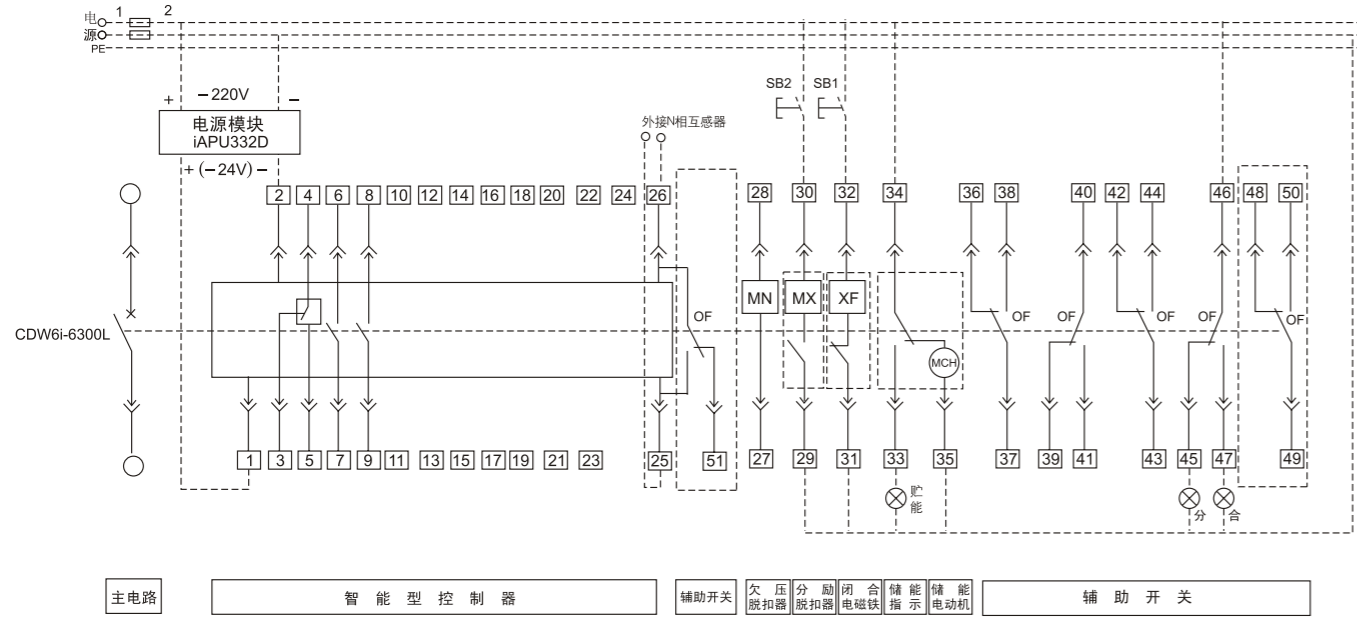 电 1 2
源
PE
SB2 SB1
+ −220V −
外接N相互感器
电源模块
iAPU332D
+ (−24V) −
2 4 6 8 10 12 14 16 18 20 22 24 26 28 30 32 34 36 38 40 42 44 46 48 50
MN MX XF
OF OF OF OF OF OF
CDW6i-6300L
MCH
1 3 5 7 9 11 13 15 17 19 21 23 25 51 27 29 31 33 35 37 39 41 43 45 47 49
贮
能
分 合
主电路
智能型控制器
辅助开关
欠压
脱扣器
分励
脱扣器
闭合
电磁铁
储能
指示
储能
电动机
辅助开关